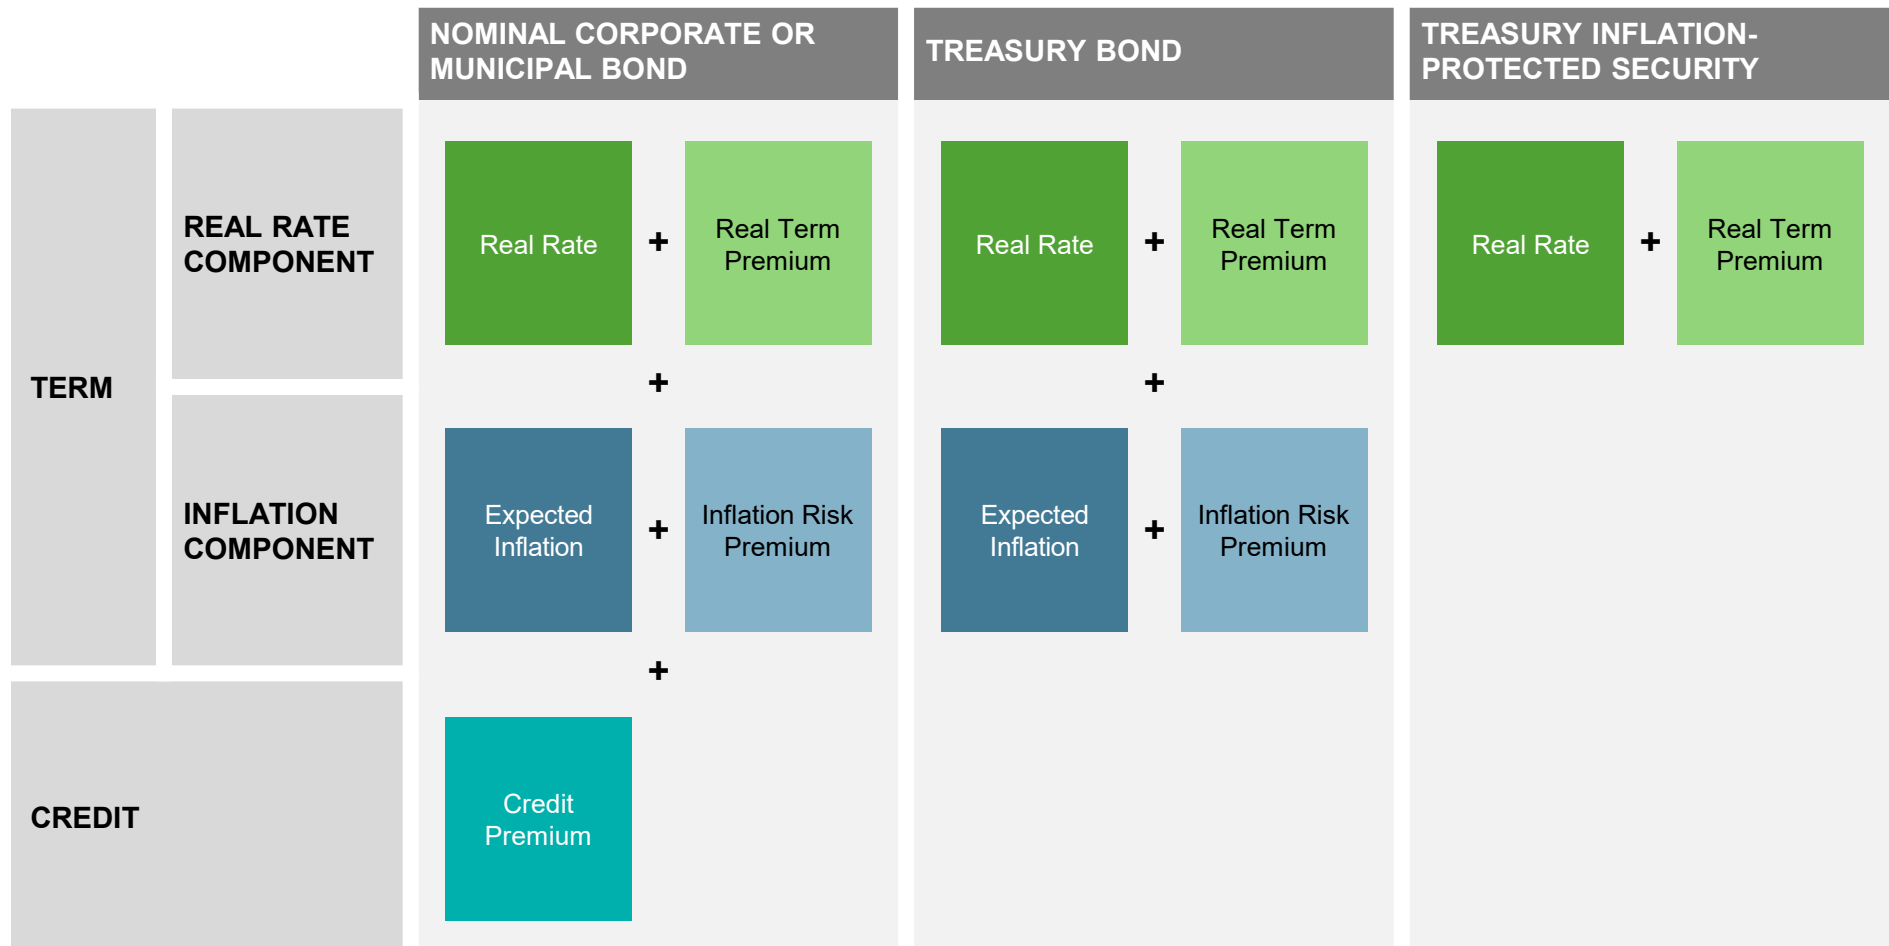 NOMINAL CORPORATE OR
MUNICIPAL BOND
TREASURY BOND
TREASURY INFLATION-
PROTECTED SECURITY
TERM
REAL RATE
COMPONENT
Real Rate
+
Real Term
Premium
Real Rate
+
Real Term
Premium
Real Rate
+
Real Term
Premium
+
+
INFLATION
COMPONENT
Expected
Inflation
+
Inflation Risk
Premium
Expected
Inflation
+
Inflation Risk
Premium
+
CREDIT
Credit
Premium